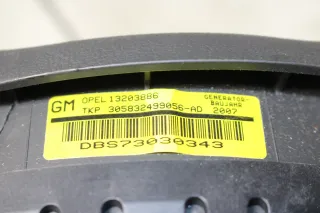 GM OPEL 13203886 GENERATOR-
BAUJAHR
TKP 305832499056-AD 2007
DBS73030343